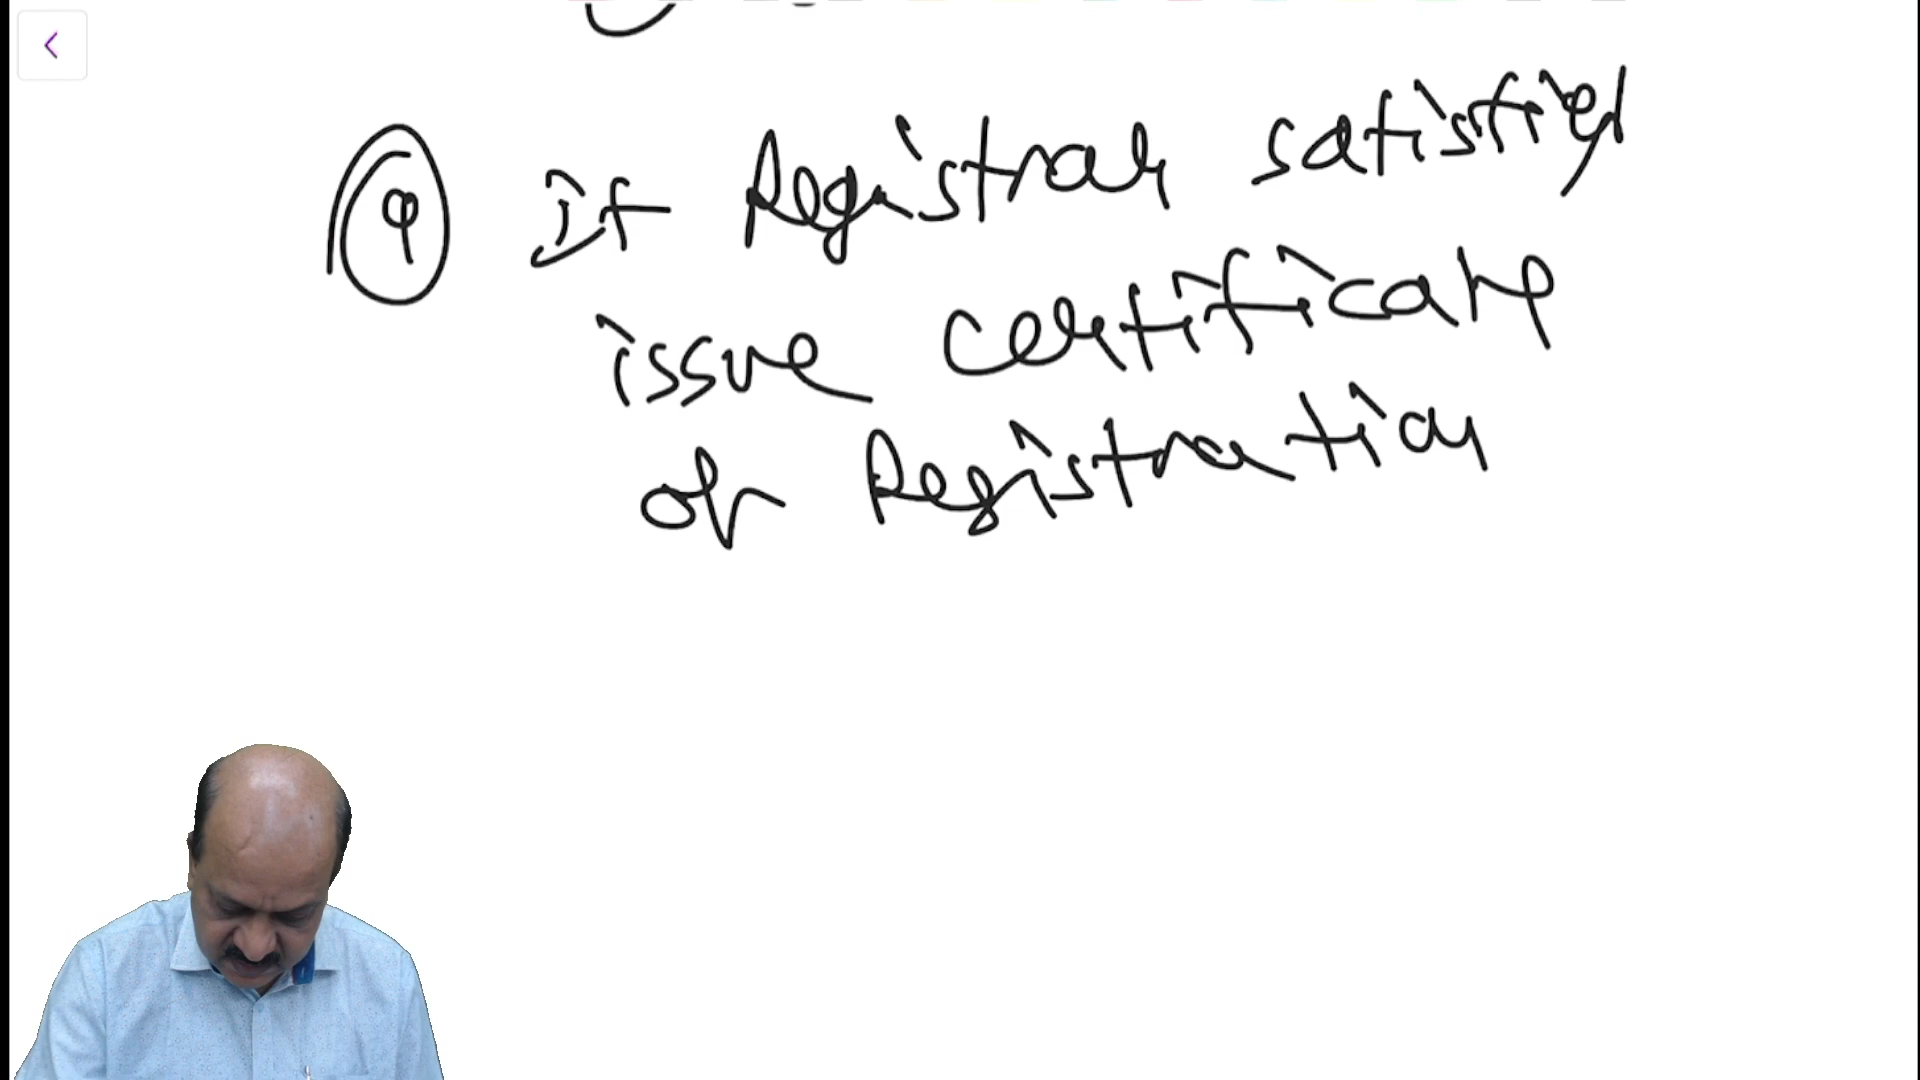 9 If Registrar satisfied
issue certificate
of Registration